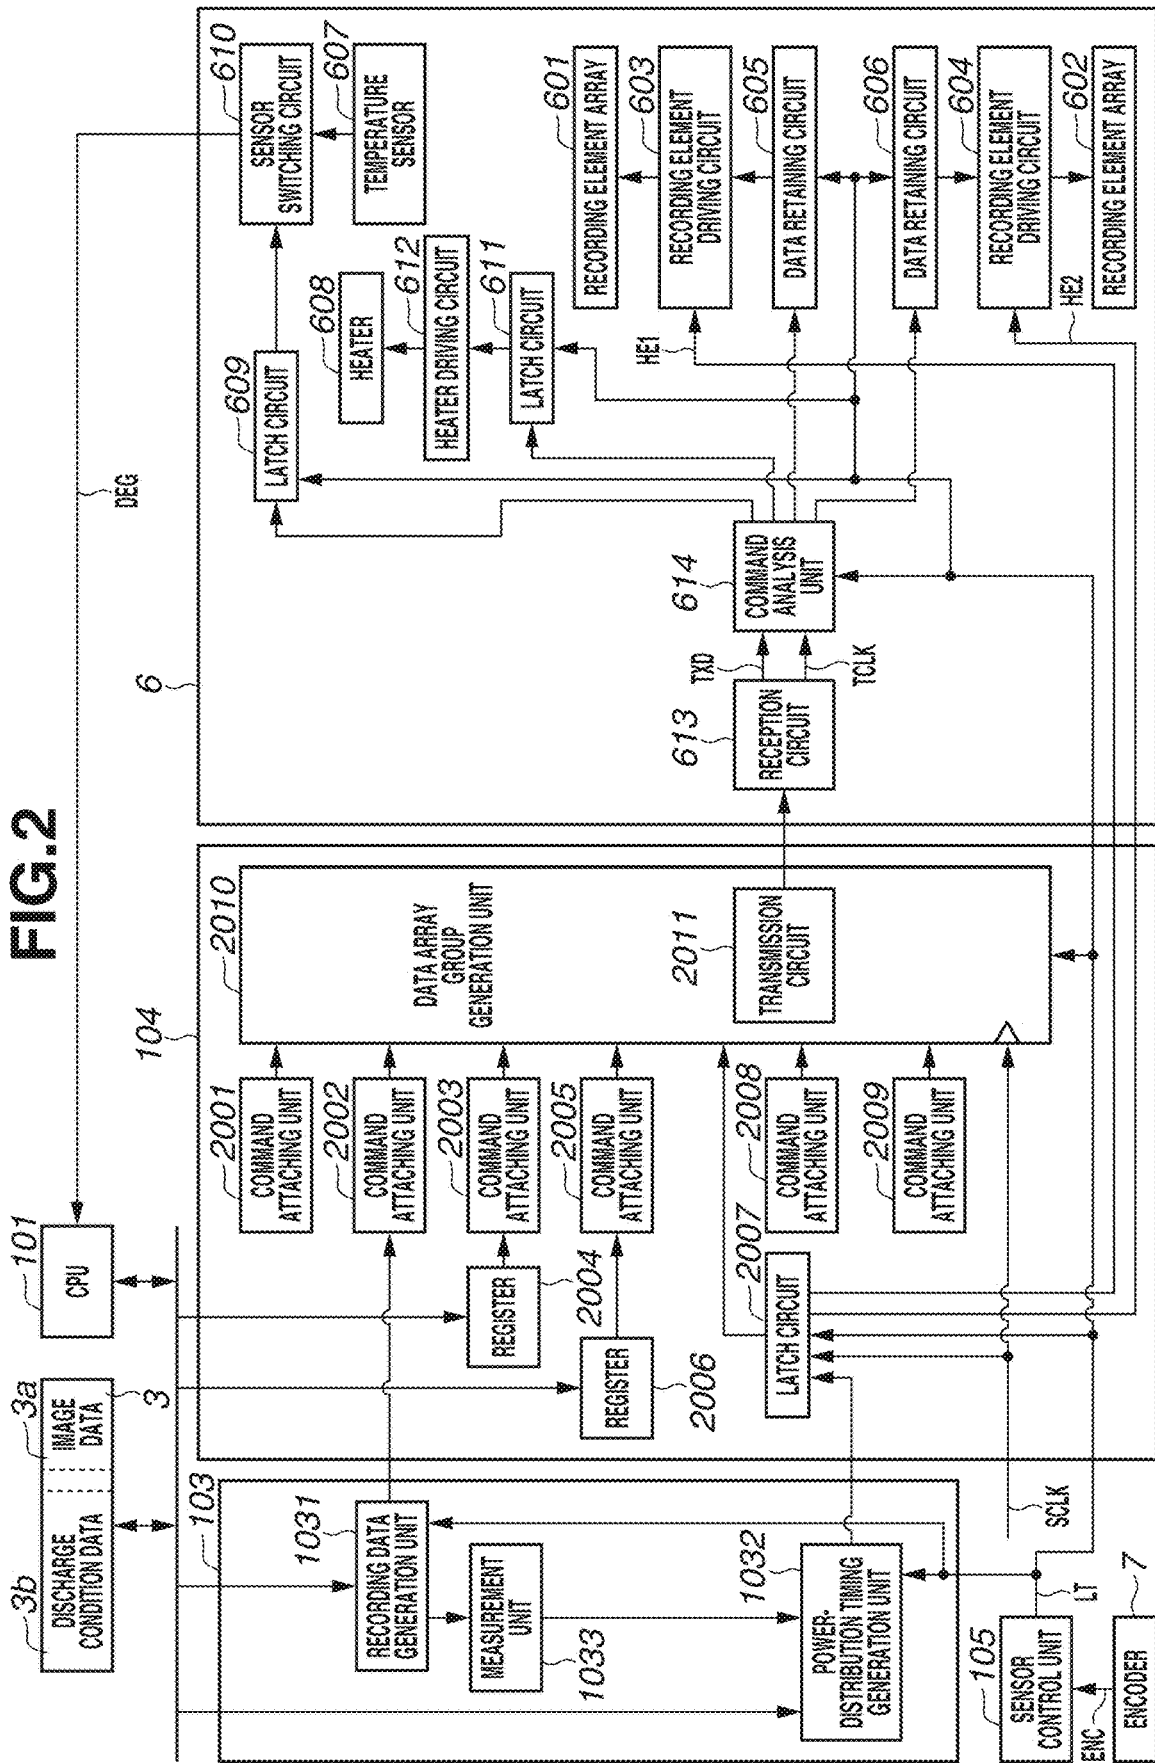 FIG.2
3b
DISCHARGE
CONDITION DATA
3a
IMAGE
DATA
3
101
CPU
DEG
103
1031
RECORDING DATA
GENERATION UNIT
MEASUREMENT
UNIT
1033
1032
POWER-
DISTRIBUTION TIMING
GENERATION UNIT
105
SENSOR
CONTROL UNIT
LT
ENC
7
ENCODER
SCLK
104
2001
COMMAND
ATTACHING UNIT
2002
COMMAND
ATTACHING UNIT
2003
COMMAND
ATTACHING UNIT
REGISTER
2004
2005
COMMAND
ATTACHING UNIT
REGISTER
2006
2007
LATCH CIRCUIT
2008
COMMAND
ATTACHING UNIT
2009
COMMAND
ATTACHING UNIT
2010
DATA ARRAY
GROUP
GENERATION UNIT
2011
TRANSMISSION
CIRCUIT
6
613
RECEPTION
CIRCUIT
TXD
TCLK
614
COMMAND
ANALYSIS
UNIT
609
LATCH CIRCUIT
610
SENSOR
SWITCHING CIRCUIT
607
TEMPERATURE
SENSOR
608
HEATER
612
HEATER DRIVING CIRCUIT
611
LATCH CIRCUIT
601
RECORDING ELEMENT ARRAY
603
RECORDING ELEMENT
DRIVING CIRCUIT
HE1
605
DATA RETAINING CIRCUIT
606
DATA RETAINING CIRCUIT
604
RECORDING ELEMENT
DRIVING CIRCUIT
HE2
602
RECORDING ELEMENT ARRAY